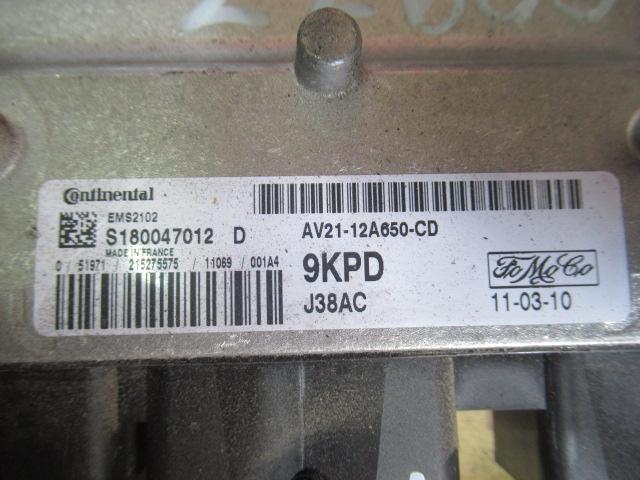 Continental
EMS2102
S180047012 D
MADE IN FRANCE
0 / 51971 / 215275575 / 11069 / 001A4
AV21-12A650-CD
9KPD
J38AC
FoMoCo
11-03-10